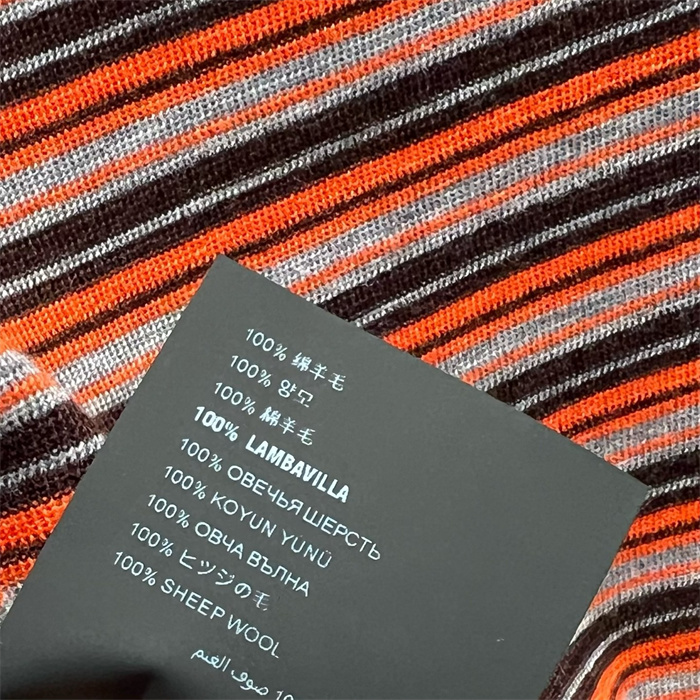 100% 绵羊毛
100% 양모
100% 綿羊毛
100% LAMBAVILLA
100% ОВЕЧЬЯ ШЕРСТЬ
100% KOYUN YÜNÜ
100% ОВЧА ВЪЛНА
100% ヒツジの毛
100% SHEEP WOOL
صوف الغنم